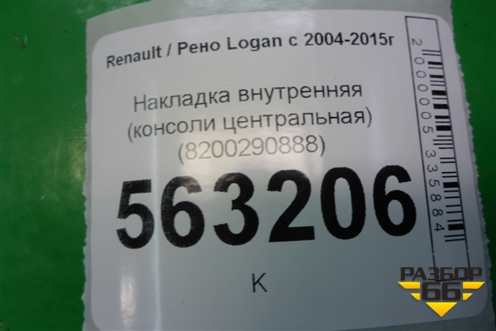 Renault / Рено Logan с 2004-2015г
Накладка внутренняя
(консоли центральная)
(8200290888)
563206
К
2000005335884
РАЗБОР
66